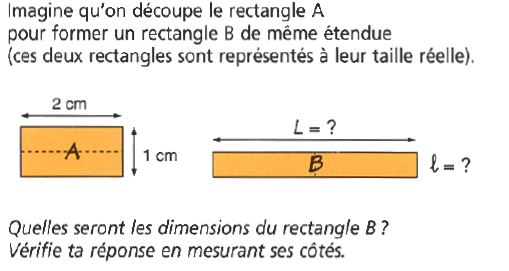 Imagine qu'on découpe le rectangle A
pour former un rectangle B de même étendue
(ces deux rectangles sont représentés à leur taille réelle).
2 cm
L = ?
A
1 cm
B
ℓ = ?
Quelles seront les dimensions du rectangle B ?
Vérifie ta réponse en mesurant ses côtés.